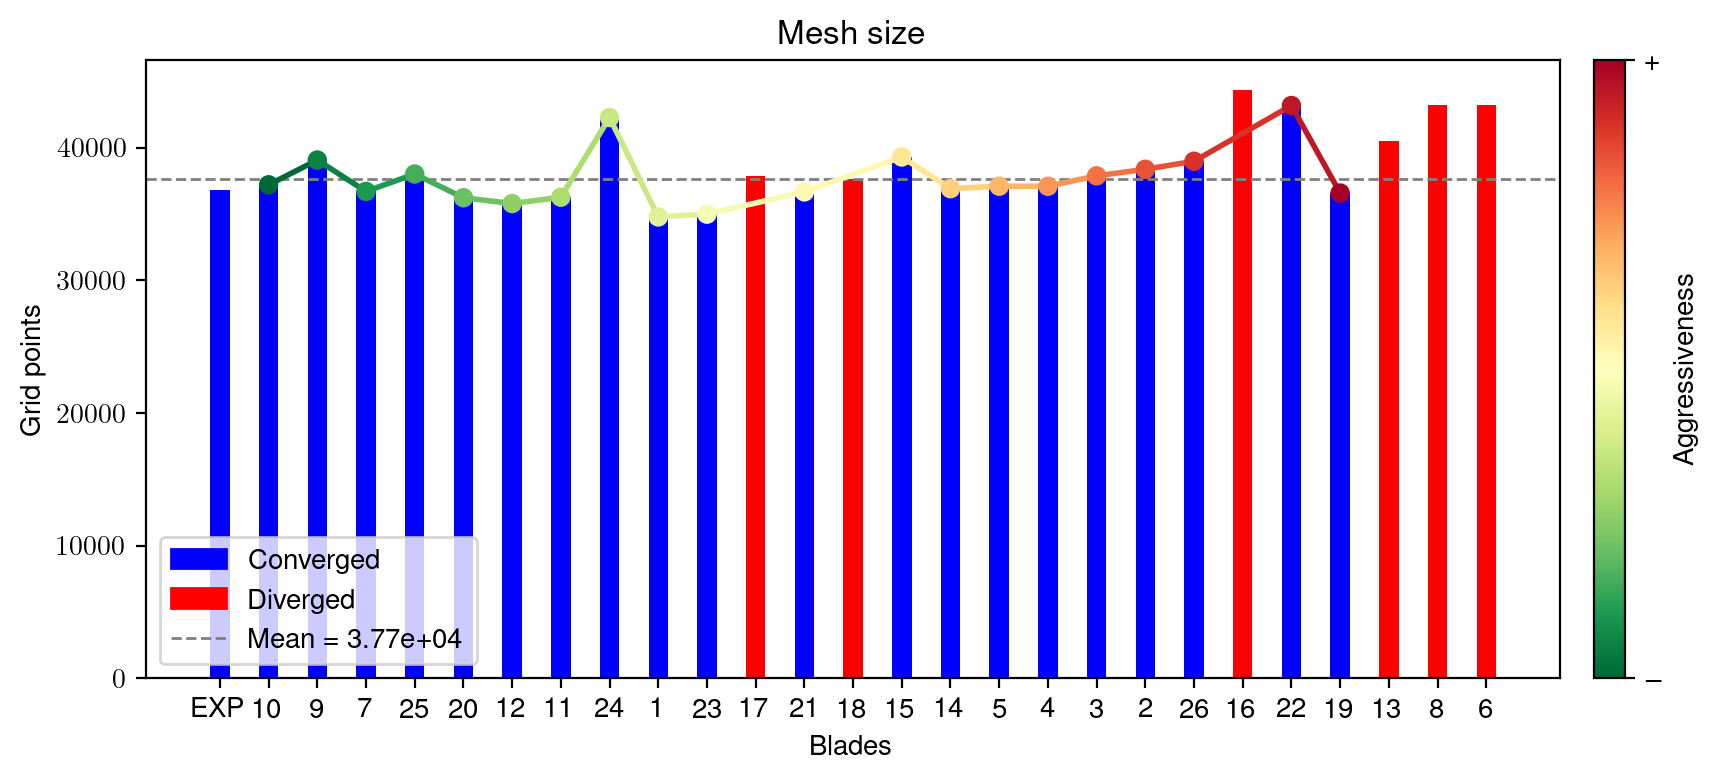 Mesh size
40000
30000
20000
10000
0
Grid points
Converged
Diverged
Mean = 3.77e+04
EXP 10 9 7 25 20 12 11 24 1 23 17 21 18 15 14 5 4 3 2 26 16 22 19 13 8 6
Blades
+
−
Aggressiveness